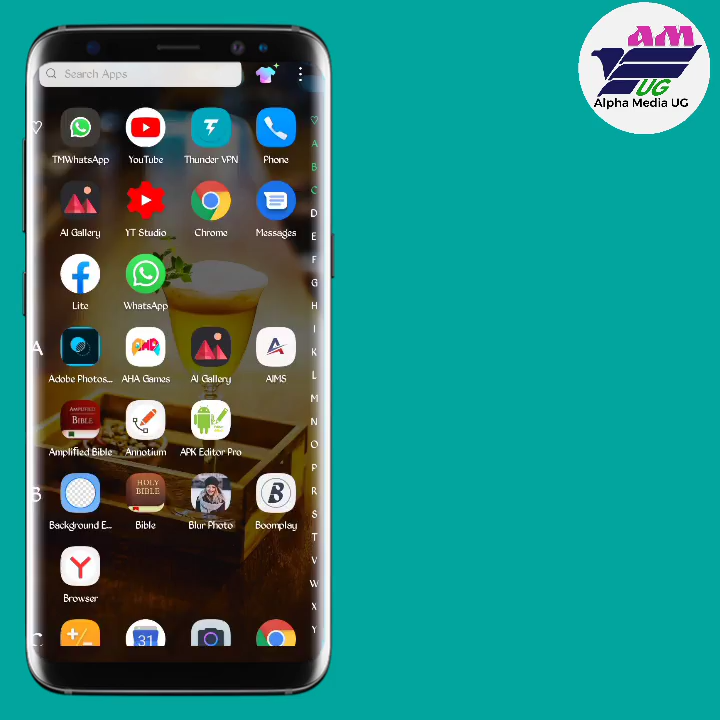 AM
UG
Alpha Media UG
Search Apps
TMWhatsApp YouTube Thunder VPN Phone
AI Gallery YT Studio Chrome Messages
Lite WhatsApp
A
Adobe Photos... AHA Games AI Gallery AIMS
AMPLIFIED
BIBLE
Amplified Bible Annotium APK Editor Pro
B
HOLY
BIBLE
B
Background E... Bible Blur Photo Boomplay
Browser
C
31
A
B
C
D
E
F
G
H
I
K
L
M
N
O
P
R
S
T
V
W
X
Y